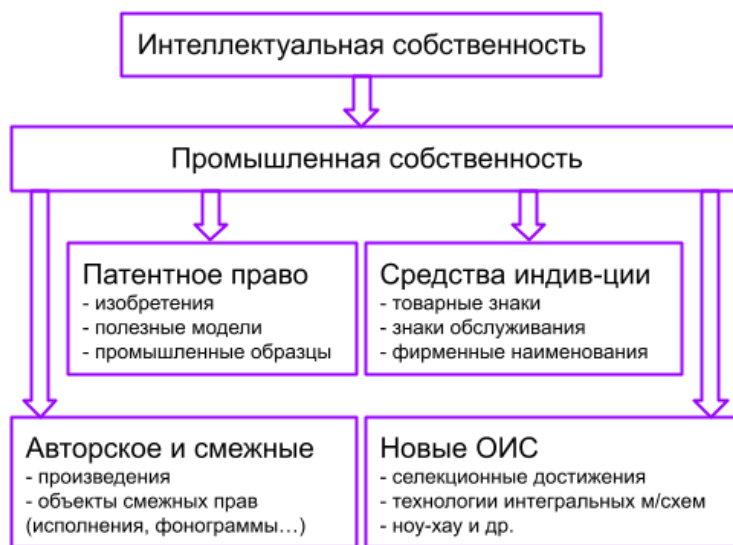 Интеллектуальная собственность
Промышленная собственность
Патентное право
- изобретения
- полезные модели
- промышленные образцы
Средства индив-ции
- товарные знаки
- знаки обслуживания
- фирменные наименования
Авторское и смежные
- произведения
- объекты смежных прав
(исполнения, фонограммы...)
Новые ОИС
- селекционные достижения
- технологии интегральных м/схем
- ноу-хау и др.